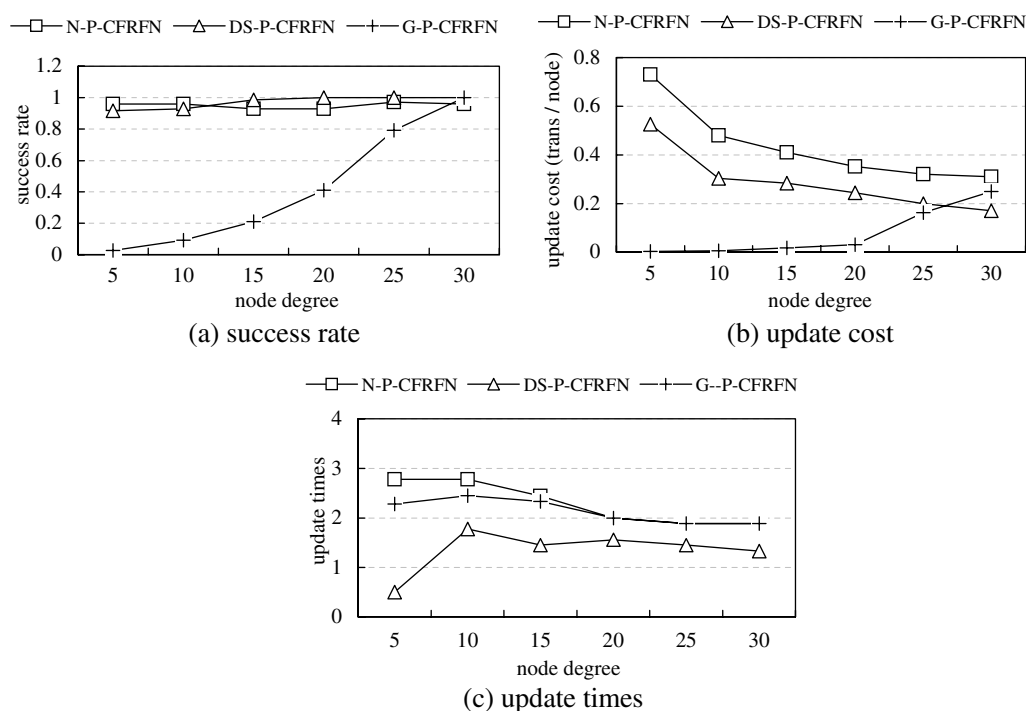 N-P-CFRFN DS-P-CFRFN G-P-CFRFN
success rate
1.2
1
0.8
0.6
0.4
0.2
0
5 10 15 20 25 30
node degree
(a) success rate
N-P-CFRFN DS-P-CFRFN G-P-CFRFN
update cost (trans / node)
0.8
0.6
0.4
0.2
0
5 10 15 20 25 30
node degree
(b) update cost
N-P-CFRFN DS-P-CFRFN G--P-CFRFN
update times
4
3
2
1
0
5 10 15 20 25 30
node degree
(c) update times